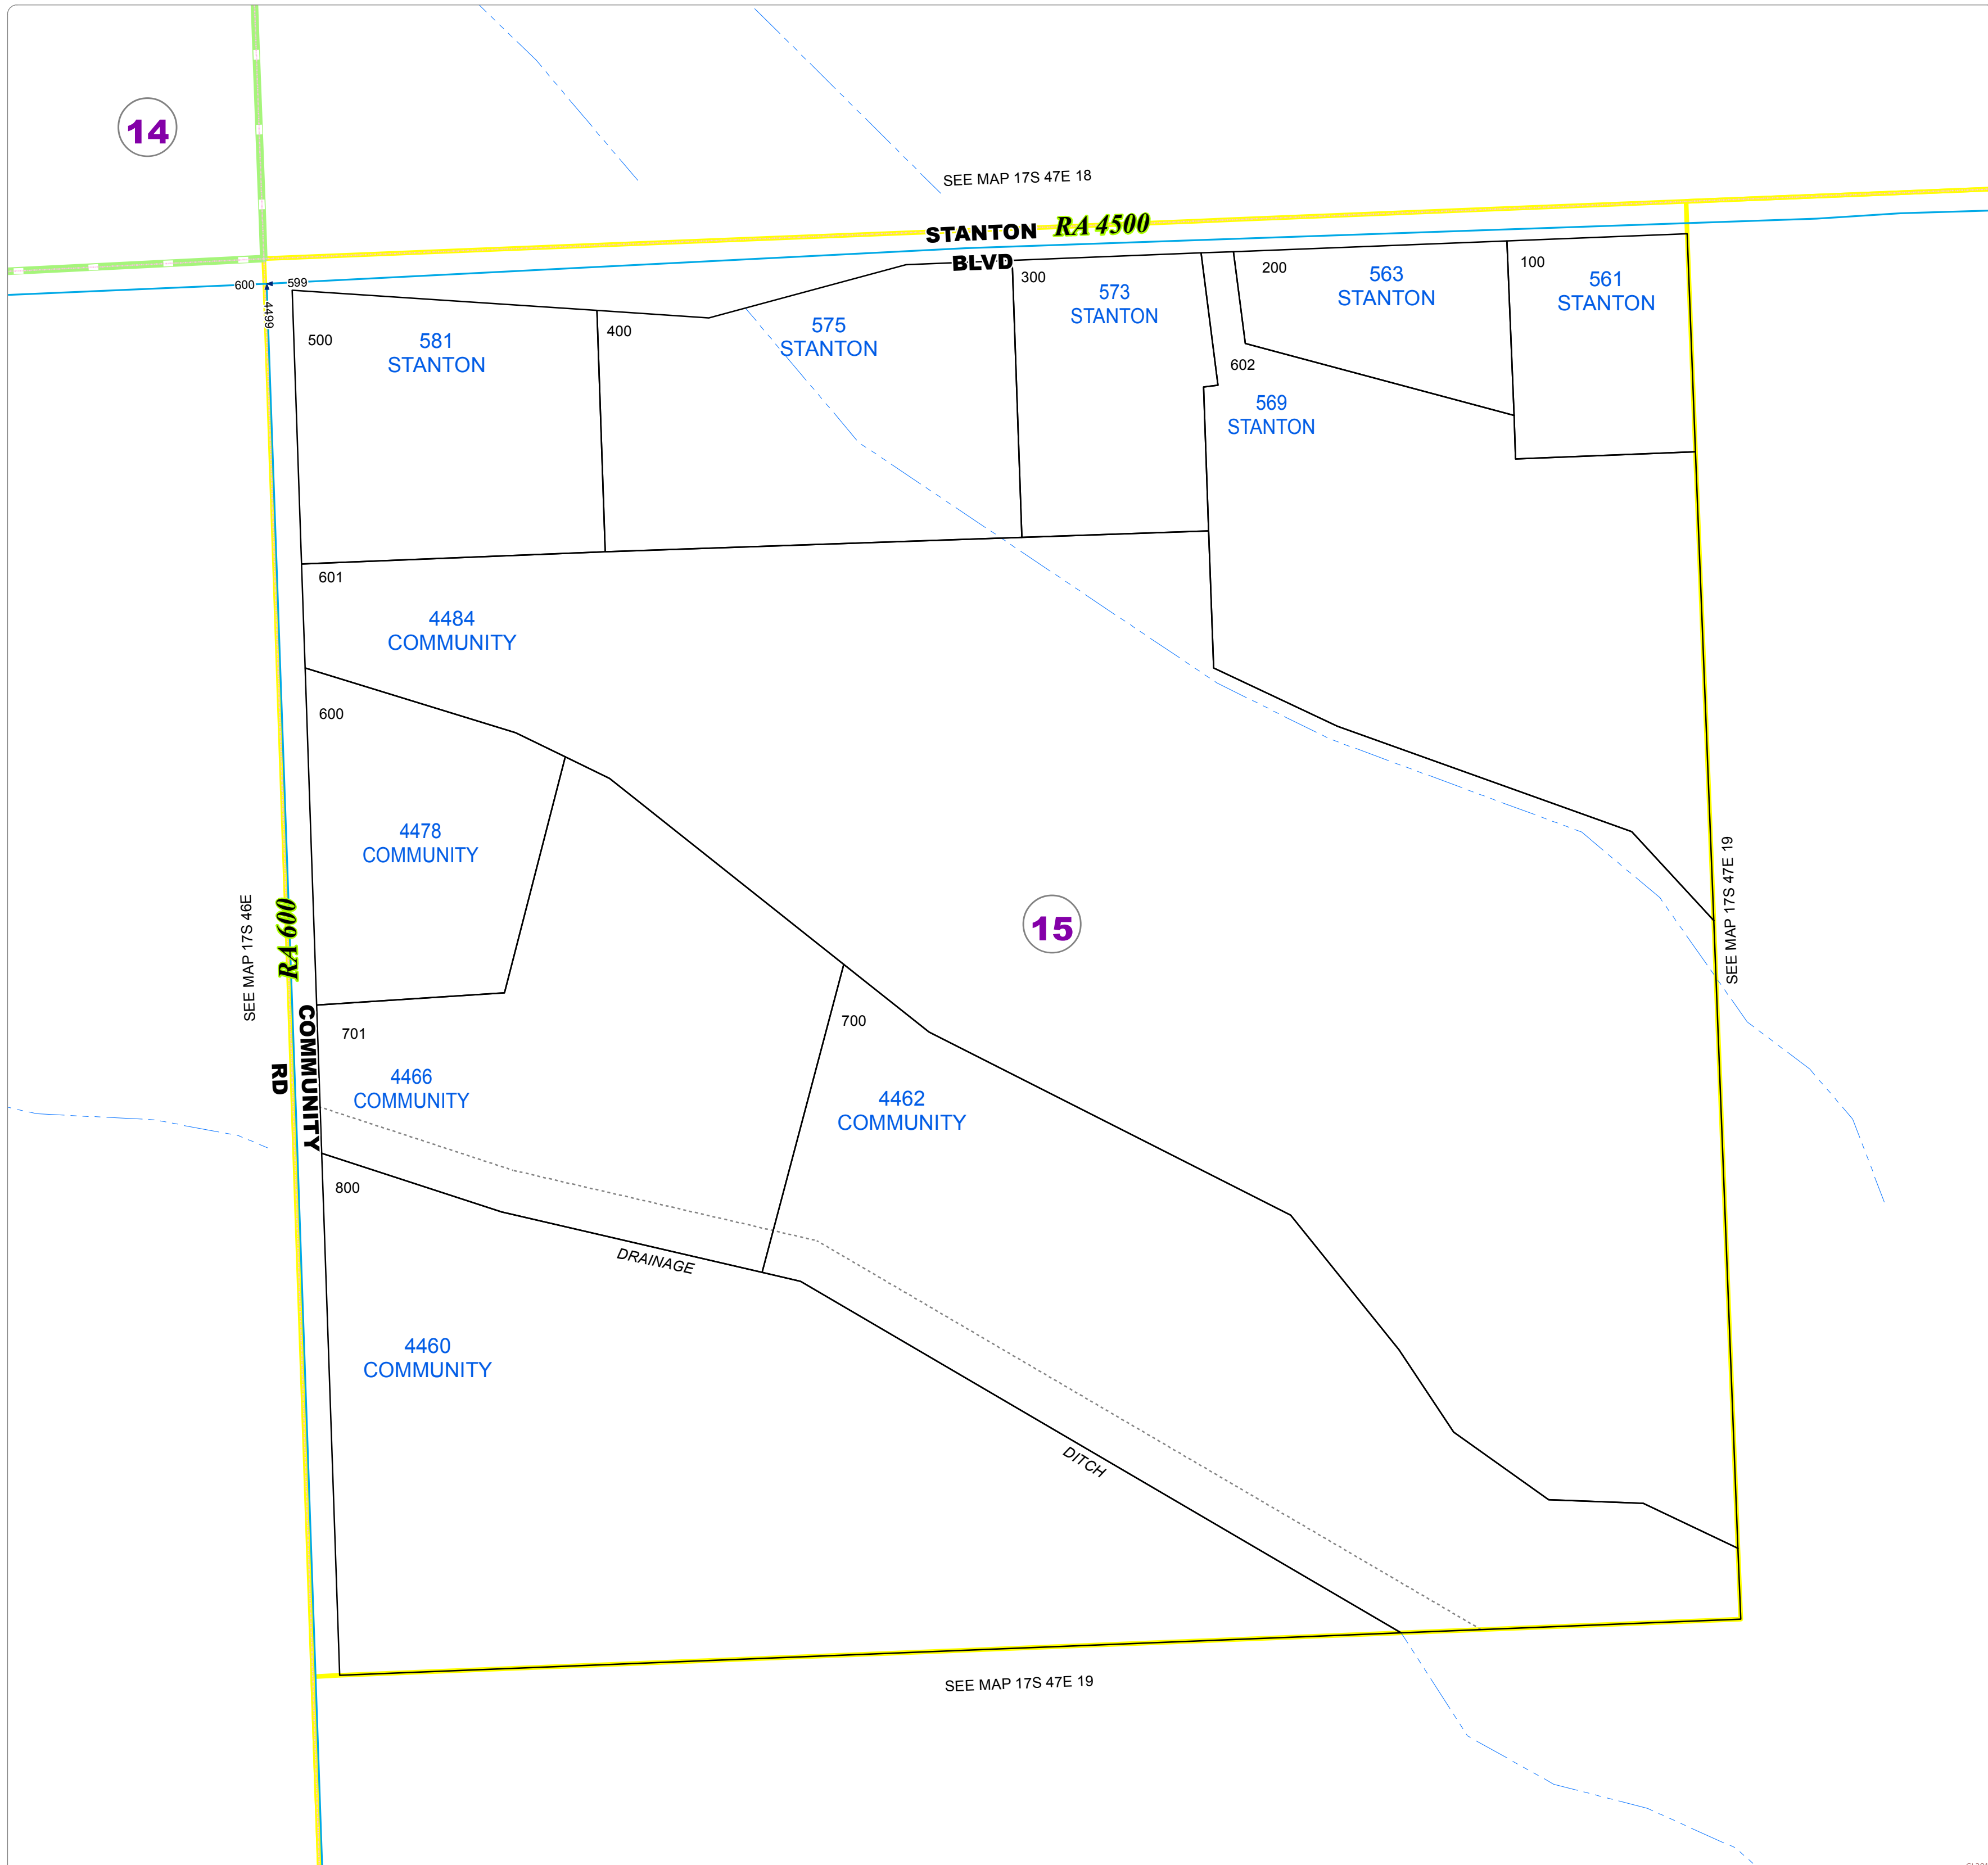 14
SEE MAP 17S 47E 18
STANTON RA 4500
BLVD
600
599
4499
500
581
STANTON
400
575
STANTON
300
573
STANTON
200
563
STANTON
100
561
STANTON
602
569
STANTON
601
4484
COMMUNITY
600
4478
COMMUNITY
SEE MAP 17S 46E
RA 600
COMMUNITY
RD
15
SEE MAP 17S 47E 19
701
4466
COMMUNITY
700
4462
COMMUNITY
800
DRAINAGE
4460
COMMUNITY
DITCH
SEE MAP 17S 47E 19